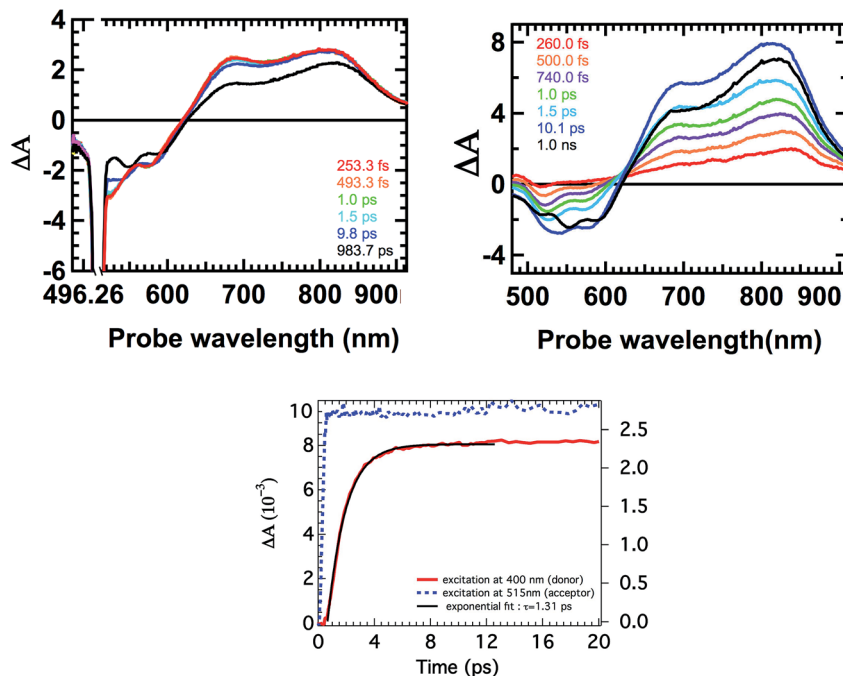 4
2
0
-2
-4
-6
ΔA
253.3 fs
493.3 fs
1.0 ps
1.5 ps
9.8 ps
983.7 ps
496.26 600 700 800 900
Probe wavelength (nm)
8
4
0
-4
ΔA
260.0 fs
500.0 fs
740.0 fs
1.0 ps
1.5 ps
10.1 ps
1.0 ns
500 600 700 800 900
Probe wavelength(nm)
10
8
6
4
2
0
ΔA (10⁻³)
2.5
2.0
1.5
1.0
0.5
0.0
excitation at 400 nm (donor)
excitation at 515nm (acceptor)
exponential fit : τ=1.31 ps
0 4 8 12 16 20
Time (ps)